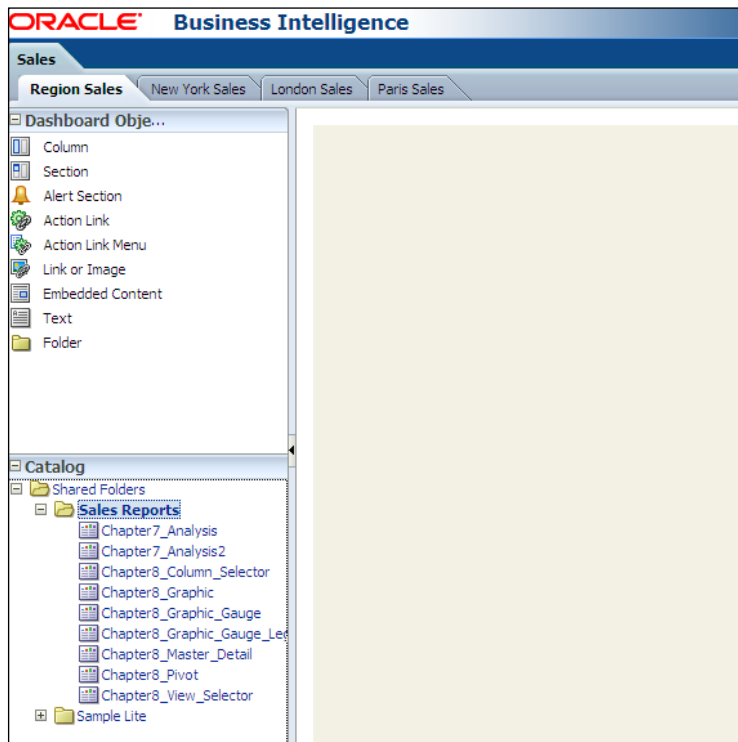 ORACLE Business Intelligence
Sales
Region Sales New York Sales London Sales Paris Sales
Dashboard Obje...
Column
Section
Alert Section
Action Link
Action Link Menu
Link or Image
Embedded Content
Text
Folder
Catalog
Shared Folders
Sales Reports
Chapter7_Analysis
Chapter7_Analysis2
Chapter8_Column_Selector
Chapter8_Graphic
Chapter8_Graphic_Gauge
Chapter8_Graphic_Gauge_Leg
Chapter8_Master_Detail
Chapter8_Pivot
Chapter8_View_Selector
Sample Lite